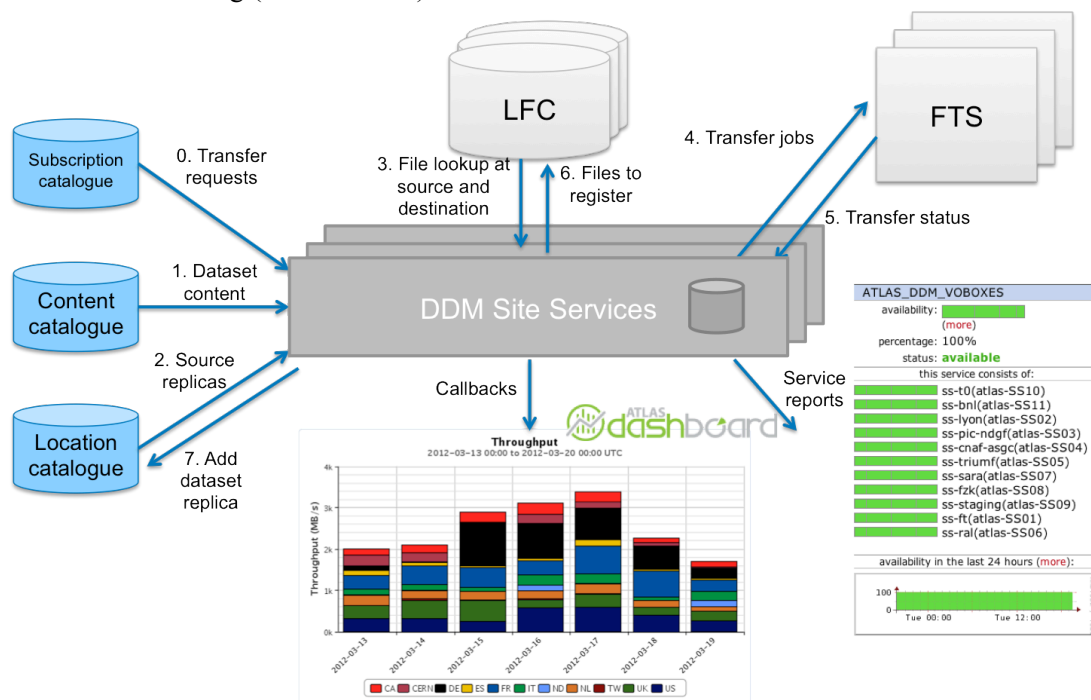 LFC
FTS
Subscription
catalogue
0. Transfer
requests
3. File lookup at
source and
destination
6. Files to
register
4. Transfer jobs
5. Transfer status
Content
catalogue
1. Dataset
content
DDM Site Services
2. Source
replicas
Location
catalogue
7. Add
dataset
replica
Callbacks
Service
reports
ATLAS
dashboard
Throughput
2012-03-13 00:00 to 2012-03-20 00:00 UTC
Throughput (MB/s)
4k
2k
1k
0k
2012-03-13
2012-03-14
2012-03-15
2012-03-16
2012-03-17
2012-03-18
2012-03-19
CA CERN DE ES FR IT ND NL TW UK US
ATLAS_DDM_VOBOXES
availability:
(more)
percentage: 100%
status: available
this service consists of:
ss-t0(atlas-SS10)
ss-bnl(atlas-SS11)
ss-lyon(atlas-SS02)
ss-pic-ndgf(atlas-SS03)
ss-cnaf-asgc(atlas-SS04)
ss-triumf(atlas-SS05)
ss-sara(atlas-SS07)
ss-fzk(atlas-SS08)
ss-staging(atlas-SS09)
ss-ft(atlas-SS01)
ss-ral(atlas-SS06)
availability in the last 24 hours (more):
100
0
Tue 00:00
Tue 12:00